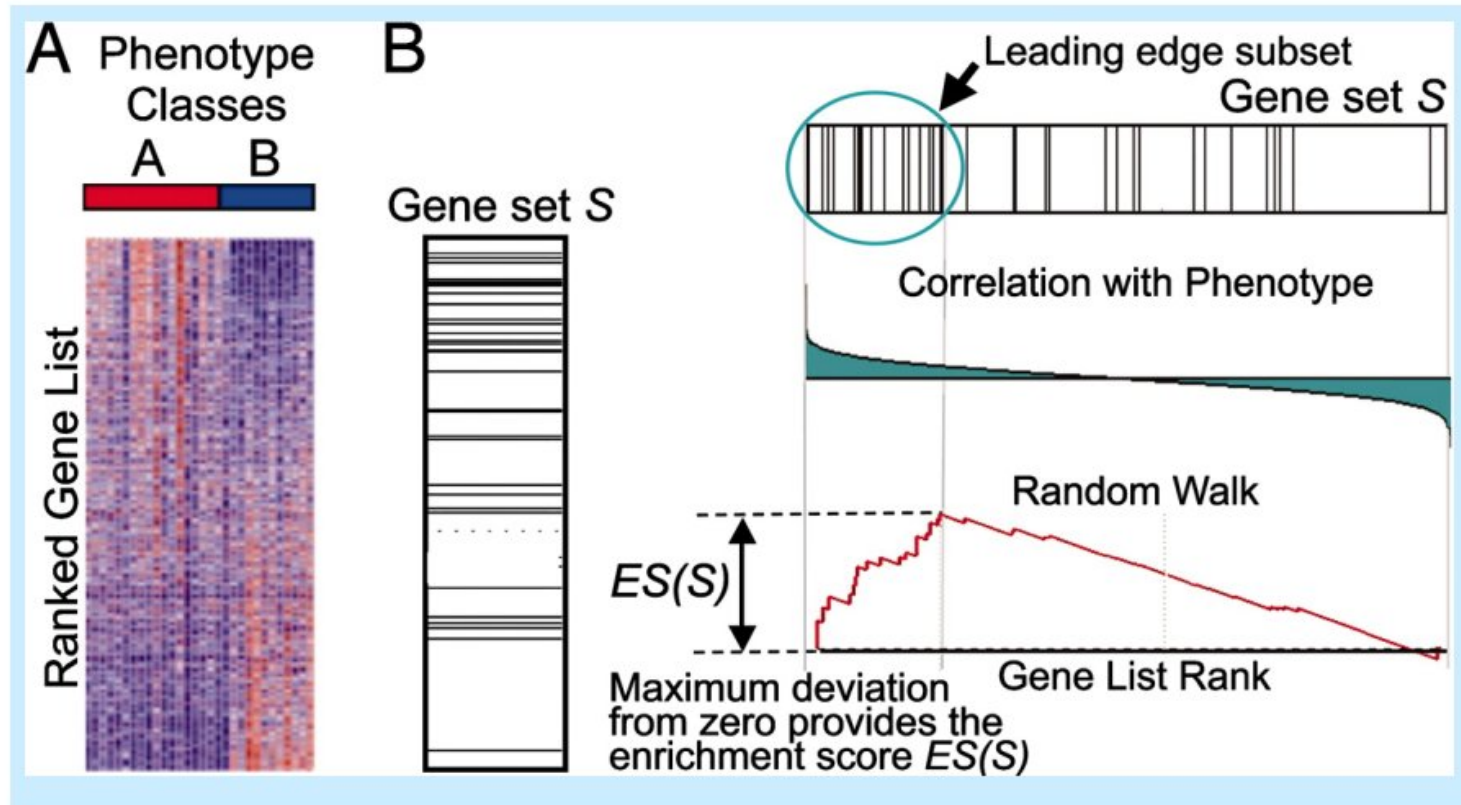 A
Phenotype
Classes
A B
Ranked Gene List
B
Gene set S
Leading edge subset
Gene set S
Correlation with Phenotype
Random Walk
ES(S)
Gene List Rank
Maximum deviation
from zero provides the
enrichment score ES(S)